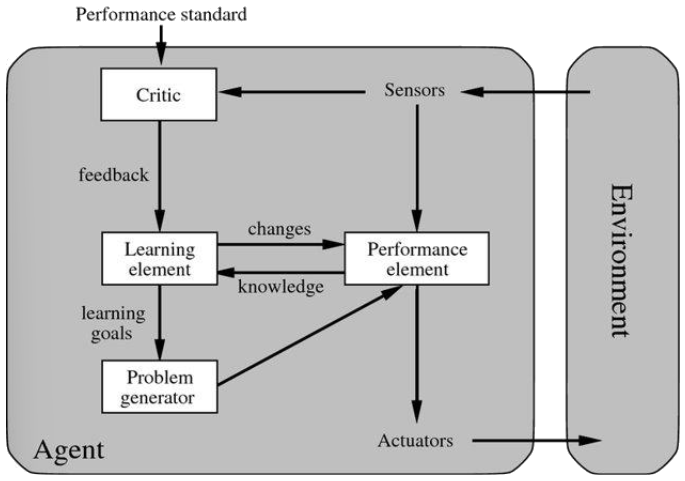 Performance standard
Critic
Sensors
feedback
changes
Learning
element
Performance
element
knowledge
learning
goals
Problem
generator
Agent
Actuators
Environment